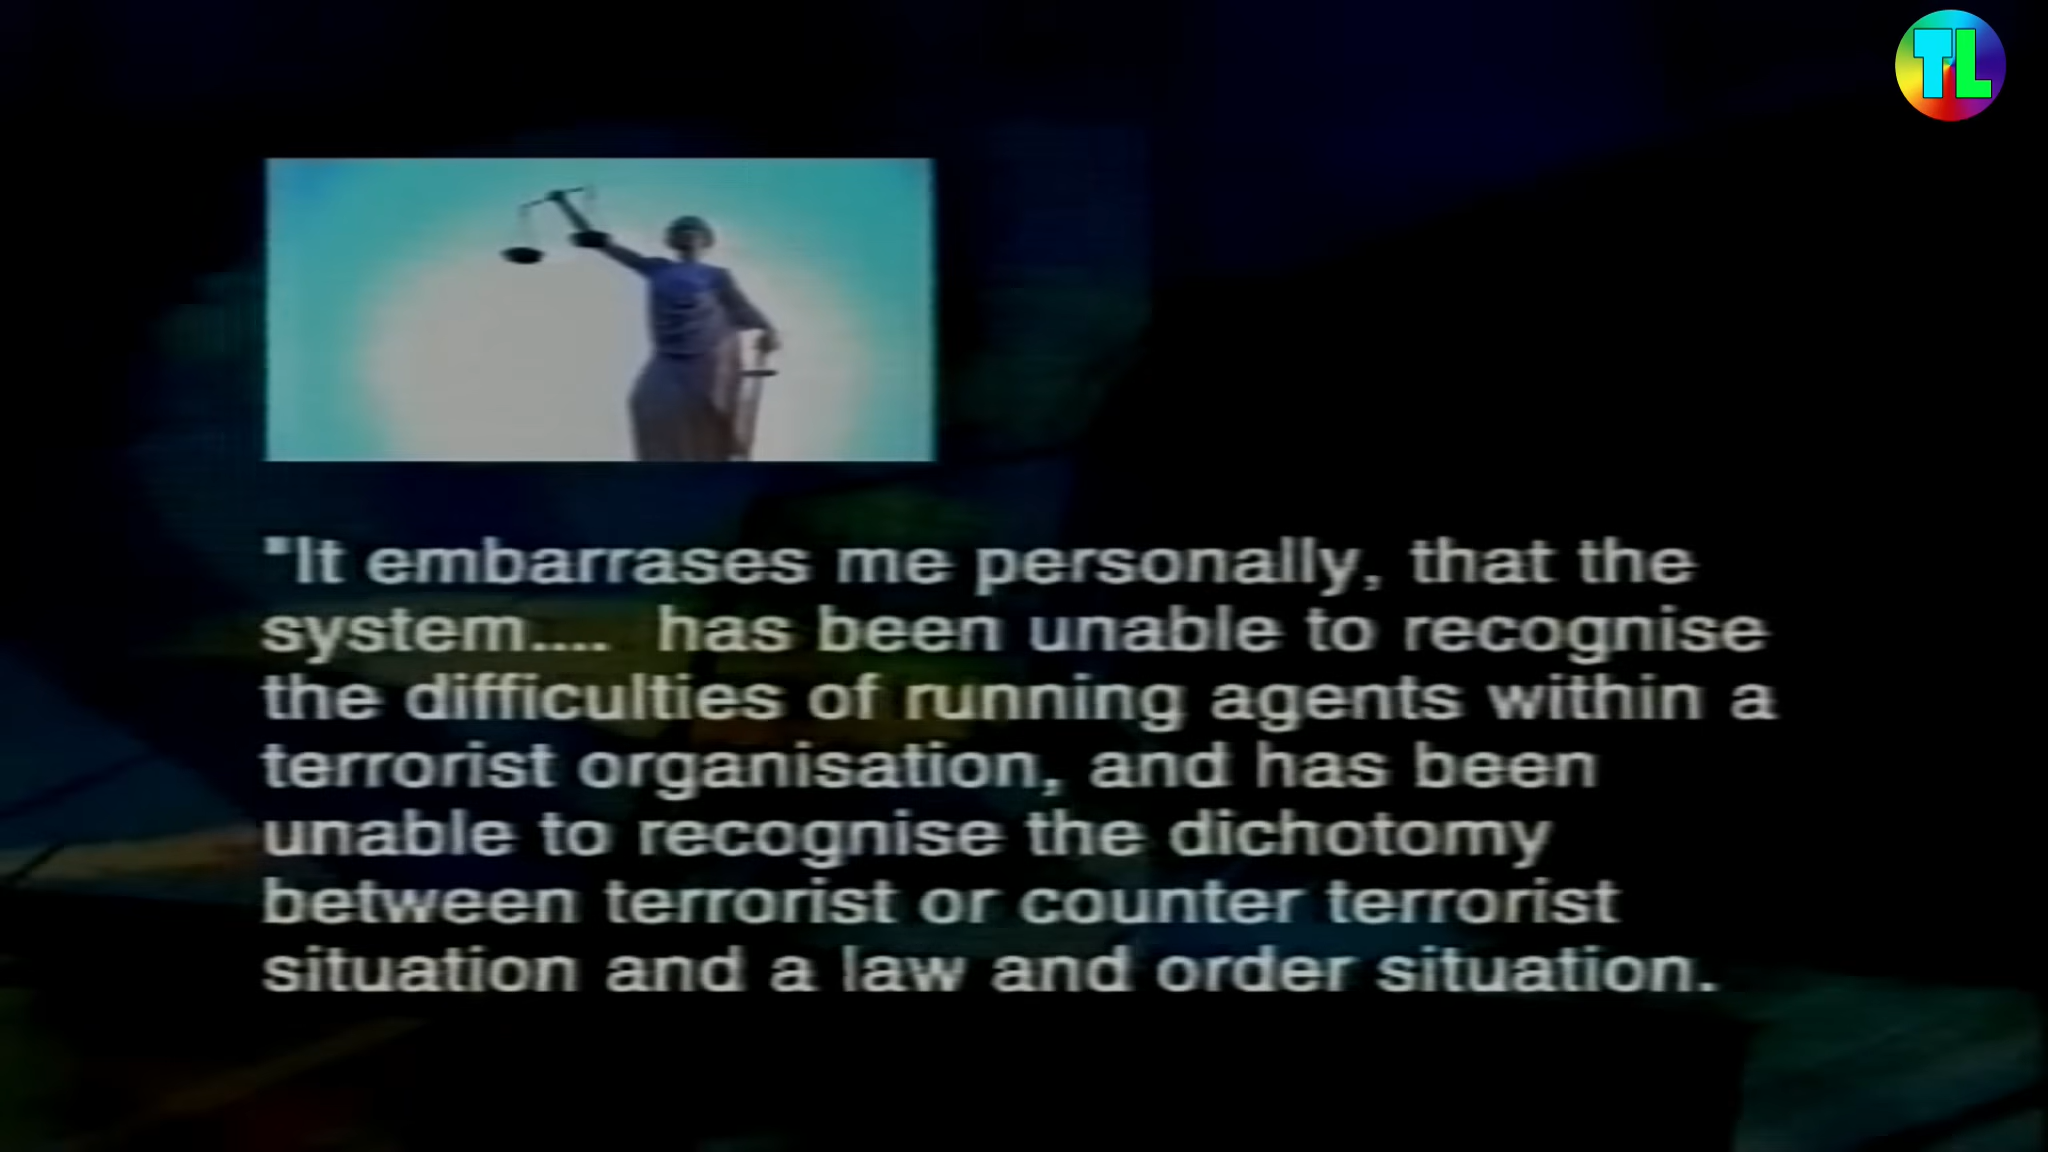 TL
"It embarrases me personally, that the
system.... has been unable to recognise
the difficulties of running agents within a
terrorist organisation, and has been
unable to recognise the dichotomy
between terrorist or counter terrorist
situation and a law and order situation.